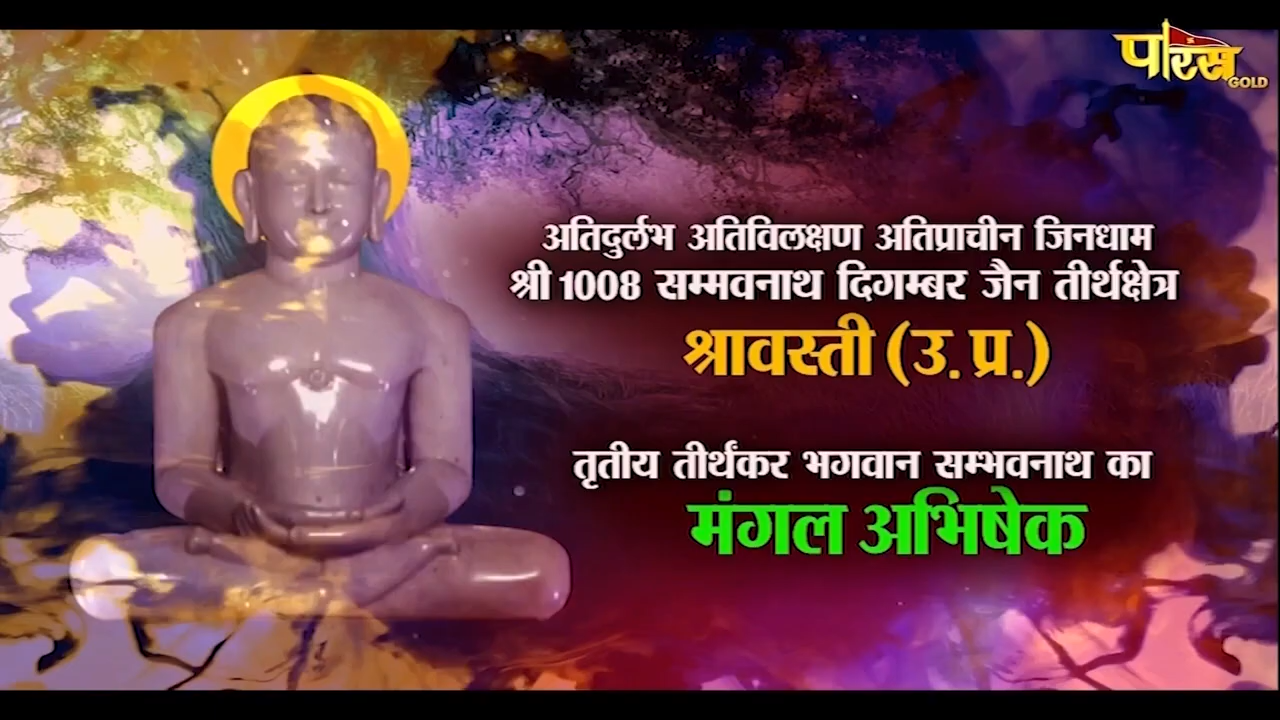 पारस
GOLD
अतिदुर्लभ अतिविलक्षण अतिप्राचीन जिनधाम
श्री 1008 सम्मवनाथ दिगम्बर जैन तीर्थक्षेत्र
श्रावस्ती (उ. प्र.)
तृतीय तीर्थंकर भगवान सम्भवनाथ का
मंगल अभिषेक